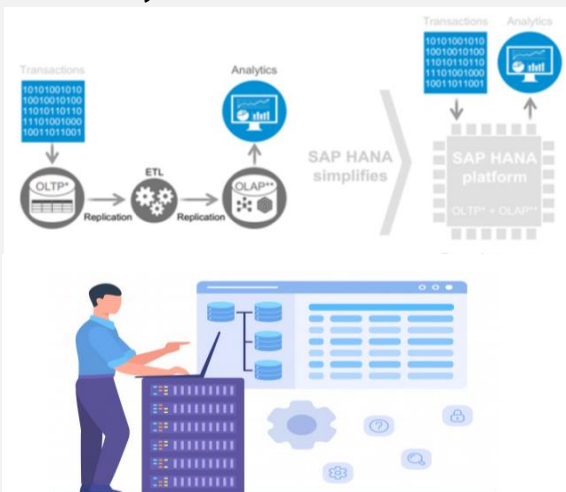 Transactions
10101001010
10010010100
11010110110
11101001000
10011011001
OLTP*
Replication
ETL
Replication
OLAP**
Analytics
SAP HANA
simplifies
Transactions
10101001010
10010010100
11010110110
11101001000
10011011001
Analytics
SAP HANA
platform
OLTP* + OLAP**